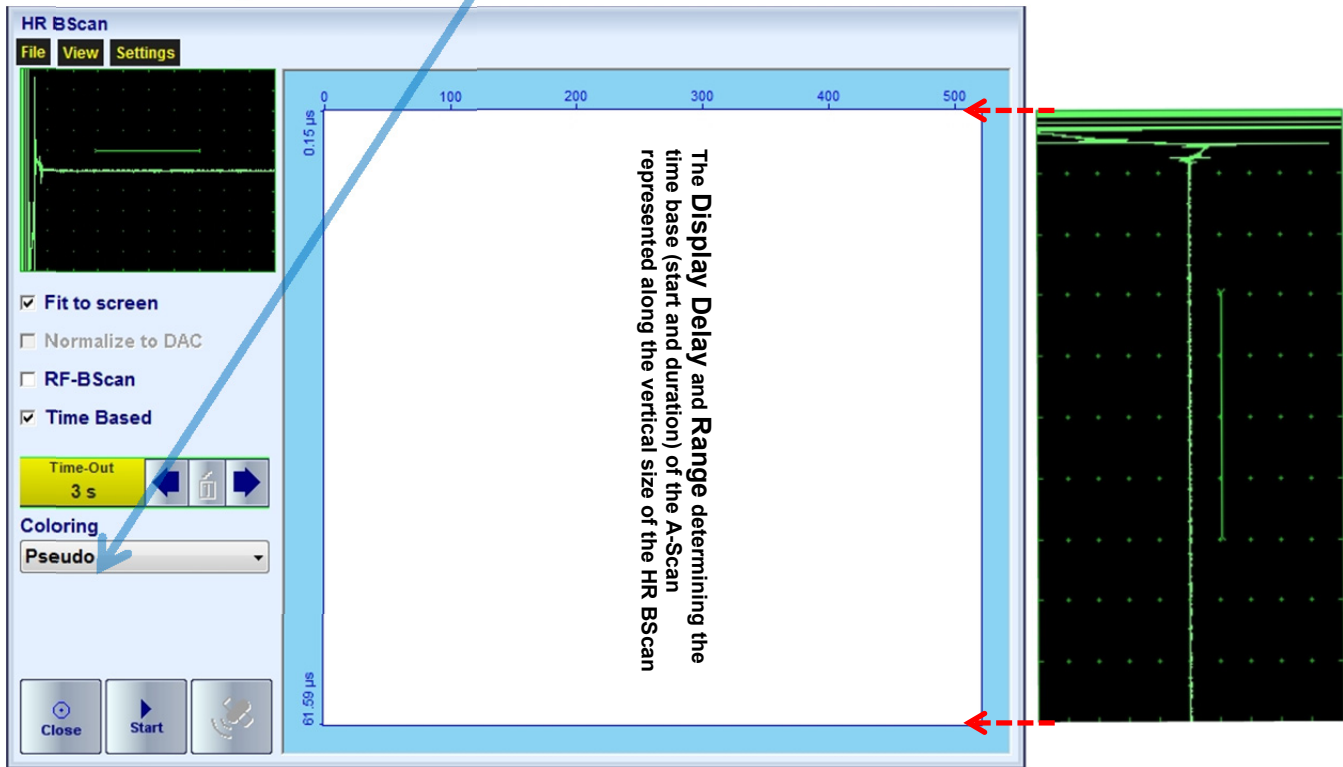 HR BScan
File View Settings
0 100 200 300 400 500
0.15 µs
The Display Delay and Range determining the
time base (start and duration) of the A-Scan
represented along the vertical size of the HR BScan
Fit to screen
Normalize to DAC
RF-BScan
Time Based
Time-Out
3 s
Coloring
Pseudo
61.59 µs
Close
Start